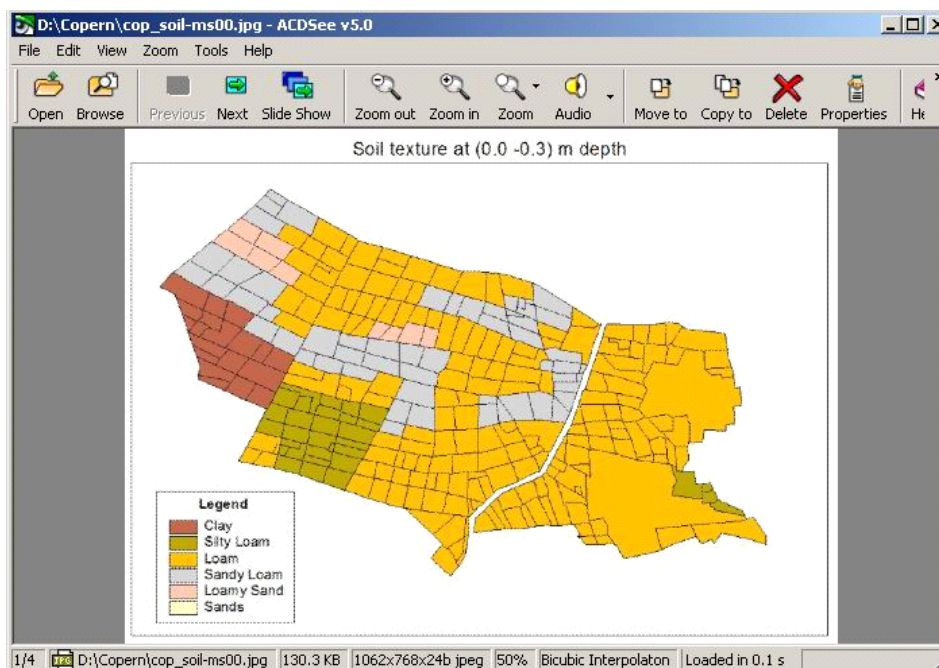 D:\Copern\cop_soil-ms00.jpg - ACDSee v5.0
File Edit View Zoom Tools Help
Open Browse Previous Next Slide Show Zoom out Zoom in Zoom Audio Move to Copy to Delete Properties He
Soil texture at (0.0 -0.3) m depth
Legend
Clay
Silty Loam
Loam
Sandy Loam
Loamy Sand
Sands
1/4 JPG D:\Copern\cop_soil-ms00.jpg 130.3 KB 1062x768x24b jpeg 50% Bicubic Interpolaton Loaded in 0.1 s